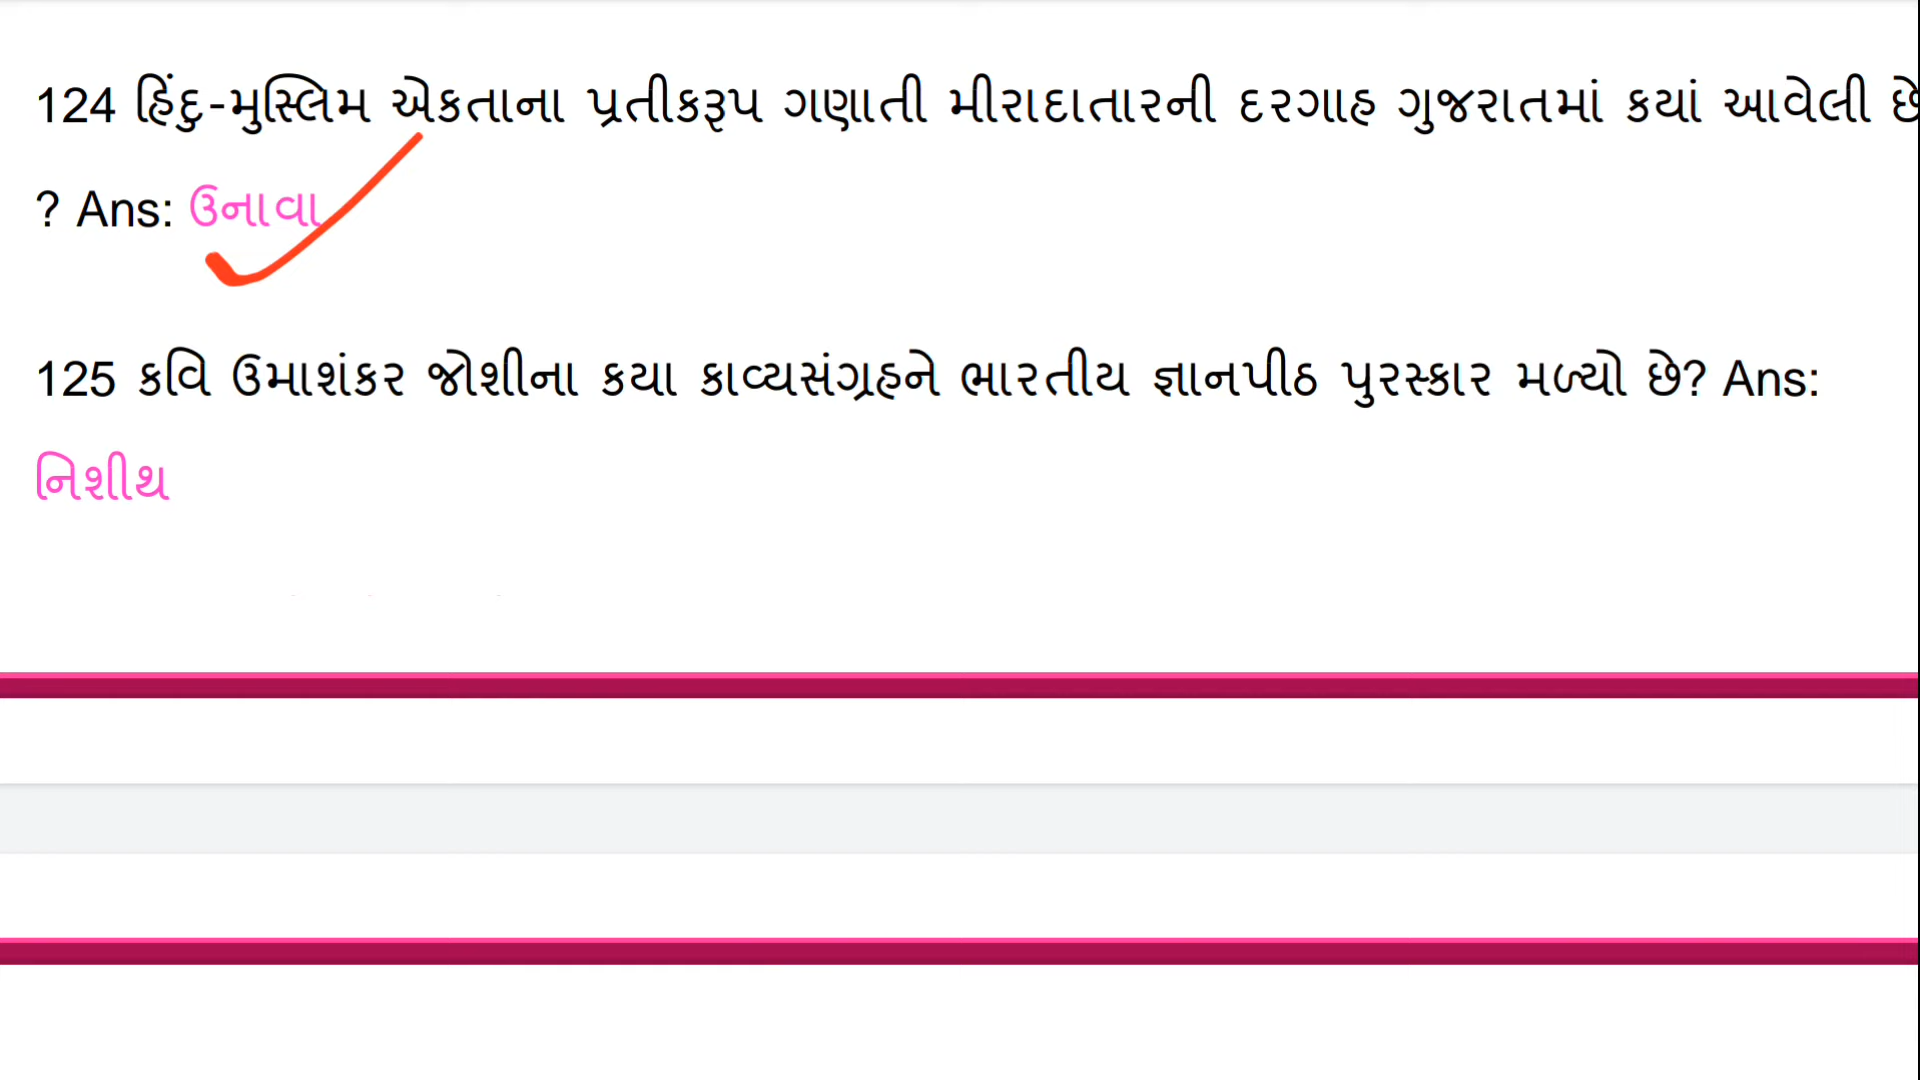 124 હિંદુ-મુસ્લિમ એકતાના પ્રતીકરૂપ ગણાતી મીરાદાતારની દરગાહ ગુજરાતમાં કયાં આવેલી છે
? Ans: ઉનાવા
125 કવિ ઉમાશંકર જોશીના કયા કાવ્યસંગ્રહને ભારતીય જ્ઞાનપીઠ પુરસ્કાર મળ્યો છે? Ans:
નિશીથ